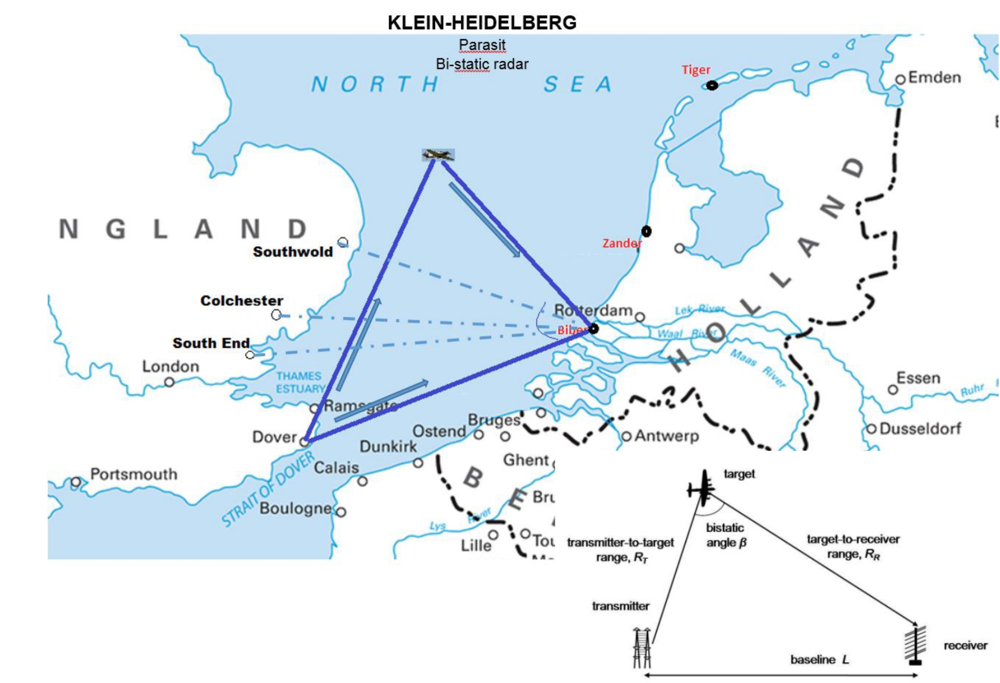 KLEIN-HEIDELBERG
Parasit
Bi-static radar
NORTH SEA
Tiger
Emden
NGLAND
Southwold
Zander
HOLLAND
Colchester
Rotterdam
Lek River
Biber
Waal River
South End
London
THAMES
ESTUARY
Maas River
Essen
Ruhr
Ramsgate
Dover
Ostend
Bruges
Antwerp
Dusseldorf
Dunkirk
Calais
Ghent
STRAIT OF DOVER
Portsmouth
B E
Bru
Boulogne
Lys River
Lille
Tou
target
bistatic
angle β
transmitter-to-target
range, R_T
target-to-receiver
range, R_R
transmitter
receiver
baseline L